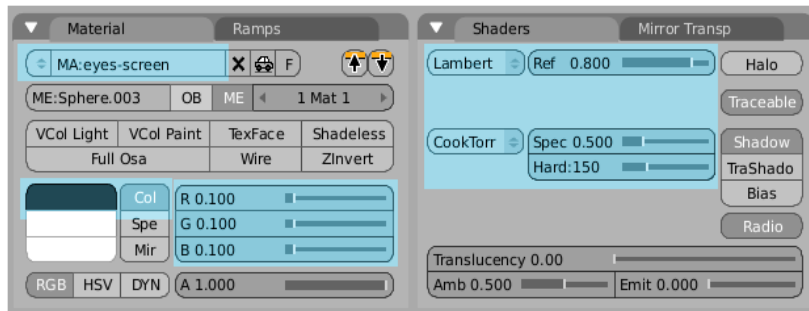 Material Ramps
MA:eyes-screen F
ME:Sphere.003 OB ME 1 Mat 1
VCol Light VCol Paint TexFace Shadeless
Full Osa Wire ZInvert
Col R 0.100
Spe G 0.100
Mir B 0.100
RGB HSV DYN A 1.000
Shaders Mirror Transp
Lambert Ref 0.800 Halo
Traceable
CookTorr Spec 0.500 Shadow
Hard:150 TraShado
Bias
Radio
Translucency 0.00
Amb 0.500 Emit 0.000